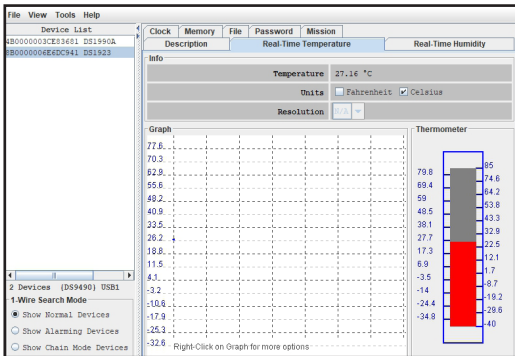 File View Tools Help
Device List
4B0000003CE83681 DS1990A
8B0000006E6DC941 DS1923
2 Devices (DS9490) USB1
1-Wire Search Mode
Show Normal Devices
Show Alarming Devices
Show Chain Mode Devices
Clock Memory File Password Mission
Description Real-Time Temperature Real-Time Humidity
Info
Temperature 27.16 °C
Units Fahrenheit Celsius
Resolution N/A
Graph
77.6
70.3
62.9
55.6
48.2
40.9
33.5
26.2
18.8
11.5
4.1
-3.2
-10.6
-17.9
-25.3
-32.6
Right-Click on Graph for more options
Thermometer
79.8
69.4
59
48.5
38.1
27.7
17.3
6.9
-3.5
-14
-24.4
-34.8
85
74.6
64.2
53.8
43.3
32.9
22.5
12.1
1.7
-8.7
-19.2
-29.6
-40